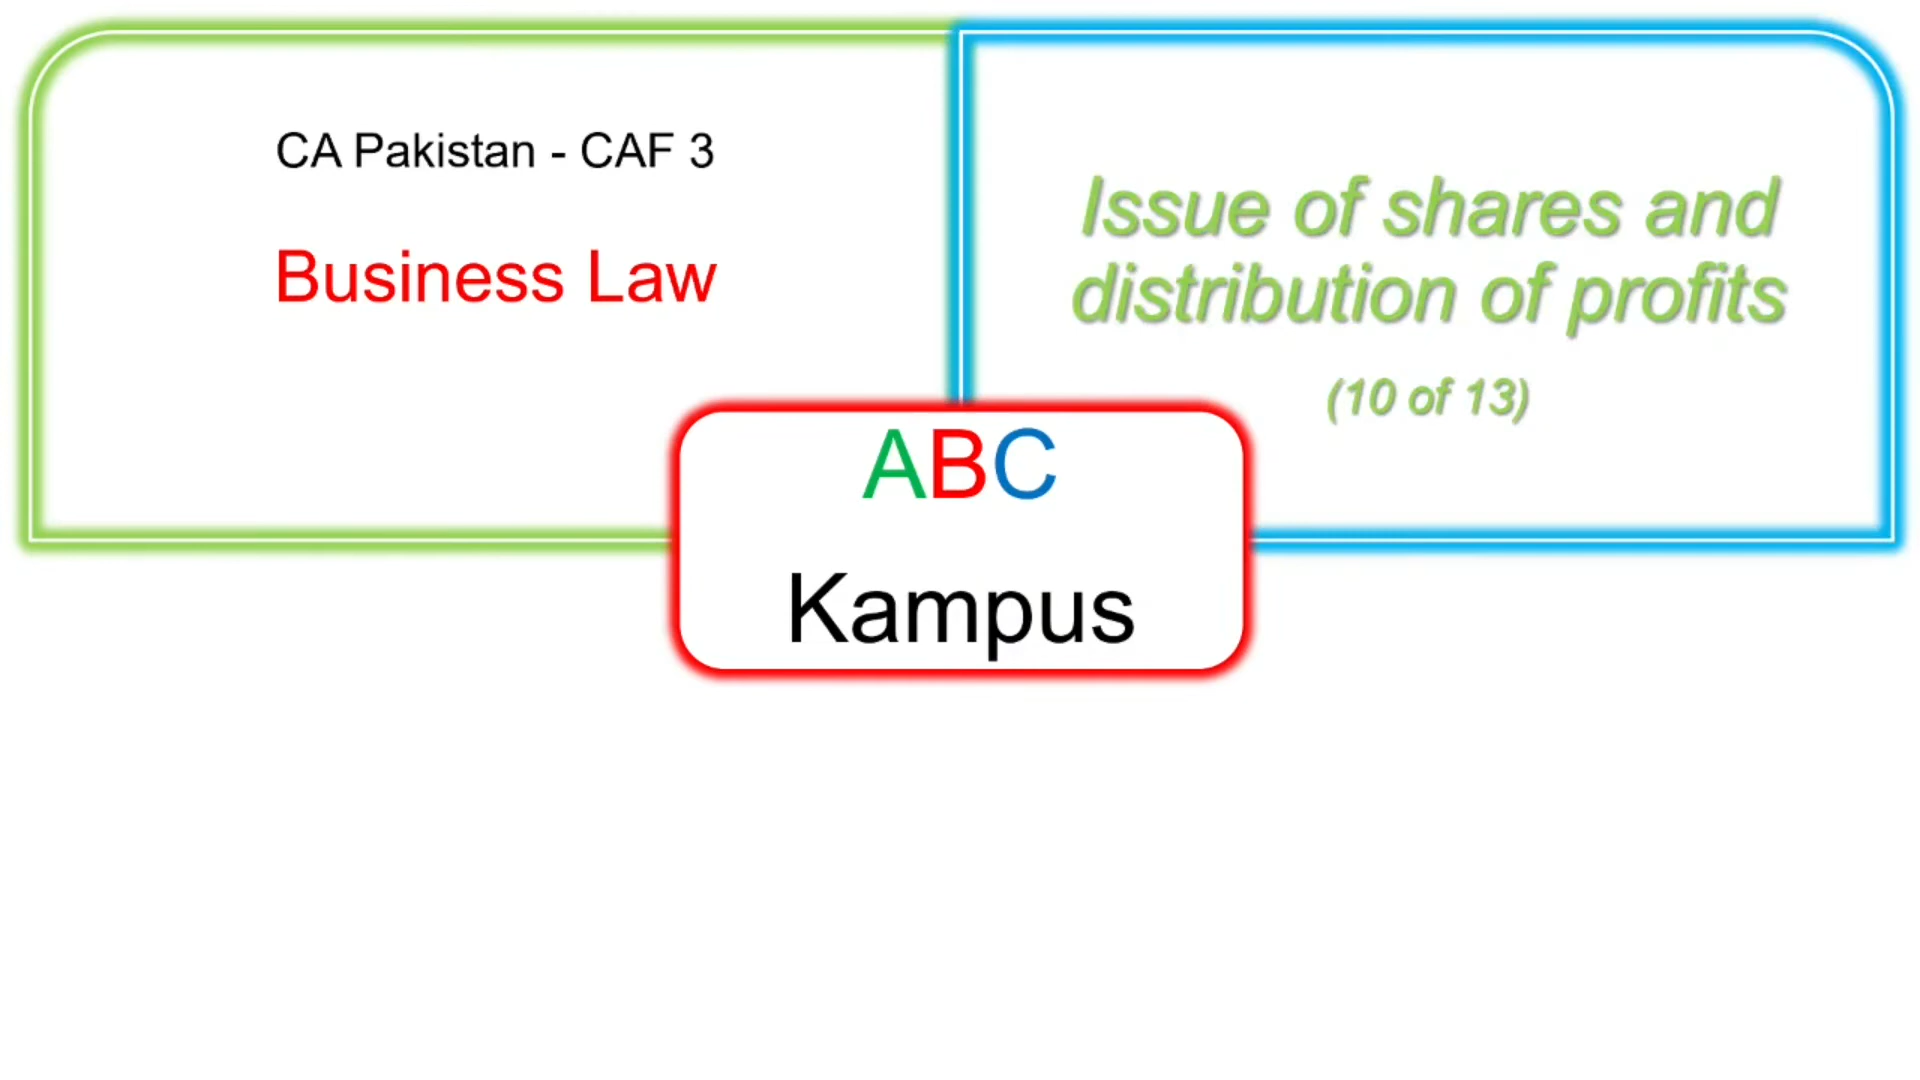 CA Pakistan - CAF 3
Business Law
Issue of shares and
distribution of profits
(10 of 13)
ABC
Kampus